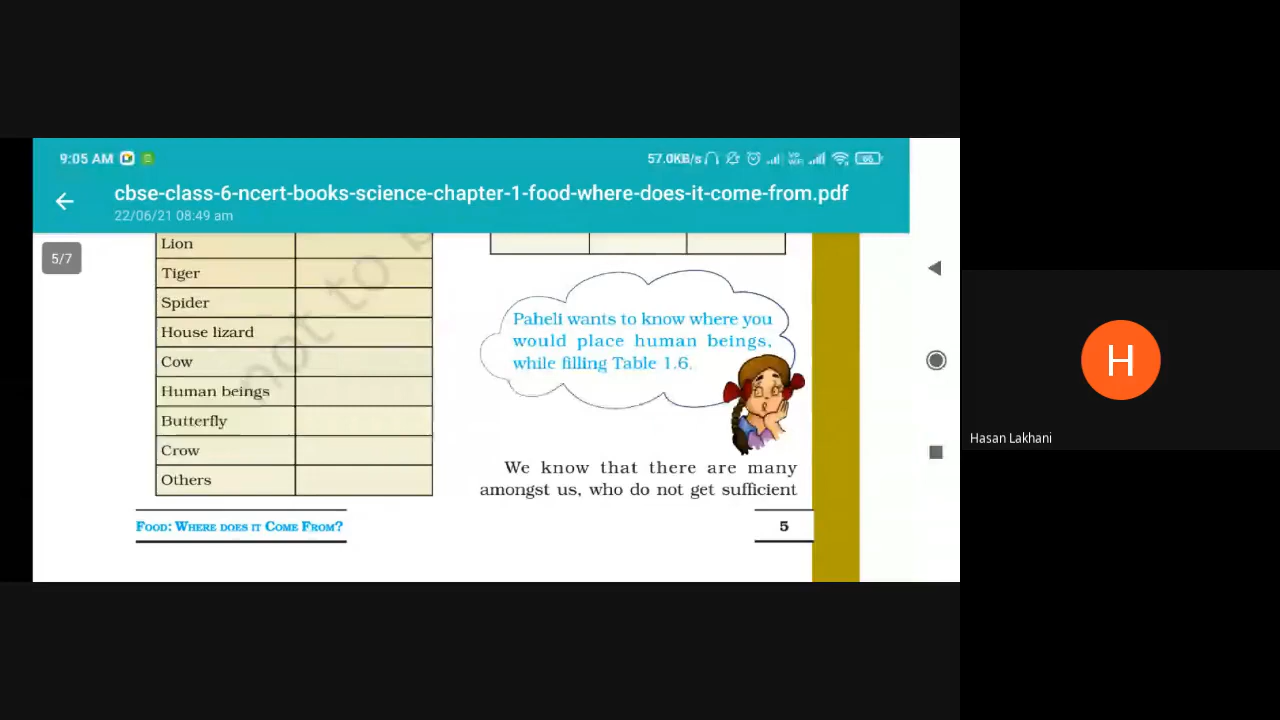 9:05 AM
57.0KB/s
cbse-class-6-ncert-books-science-chapter-1-food-where-does-it-come-from.pdf
22/06/21 08:49 am
5/7
Lion
Tiger
Spider
House lizard
Cow
Human beings
Butterfly
Crow
Others
not to b
Paheli wants to know where you
would place human beings,
while filling Table 1.6.
We know that there are many
amongst us, who do not get sufficient
FOOD: WHERE DOES IT COME FROM?
5
H
Hasan Lakhani